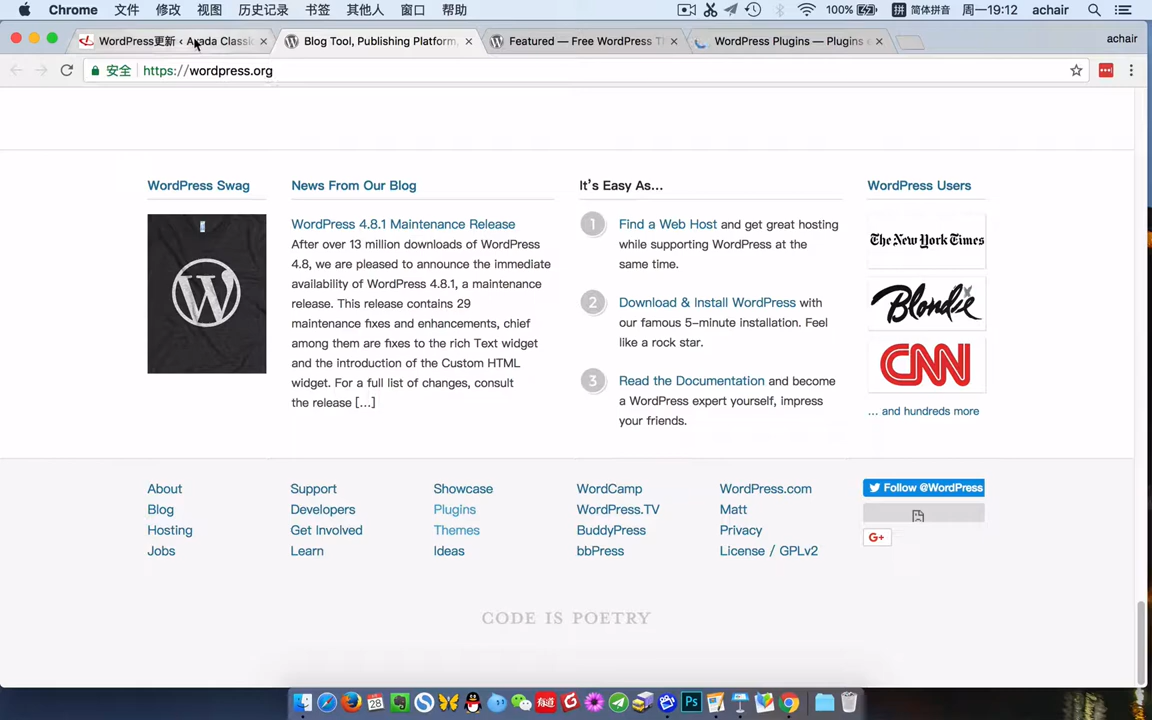 Chrome 文件 修改 视图 历史记录 书签 其他人 窗口 帮助 100% 拼 简体拼音 周一19:12 achair
WordPress更新 ‹ Avada Classic Blog Tool, Publishing Platform, Featured — Free WordPress Th WordPress Plugins — Plugins e achair
安全 https://wordpress.org
WordPress Swag
News From Our Blog
WordPress 4.8.1 Maintenance Release
After over 13 million downloads of WordPress
4.8, we are pleased to announce the immediate
availability of WordPress 4.8.1, a maintenance
release. This release contains 29
maintenance fixes and enhancements, chief
among them are fixes to the rich Text widget
and the introduction of the Custom HTML
widget. For a full list of changes, consult
the release […]
It's Easy As…
1 Find a Web Host and get great hosting
while supporting WordPress at the
same time.
2 Download & Install WordPress with
our famous 5-minute installation. Feel
like a rock star.
3 Read the Documentation and become
a WordPress expert yourself, impress
your friends.
WordPress Users
The New York Times
Blondie
CNN
… and hundreds more
About Support Showcase WordCamp WordPress.com Follow @WordPress
Blog Developers Plugins WordPress.TV Matt
Hosting Get Involved Themes BuddyPress Privacy G+
Jobs Learn Ideas bbPress License / GPLv2
CODE IS POETRY
28 有道 Ps